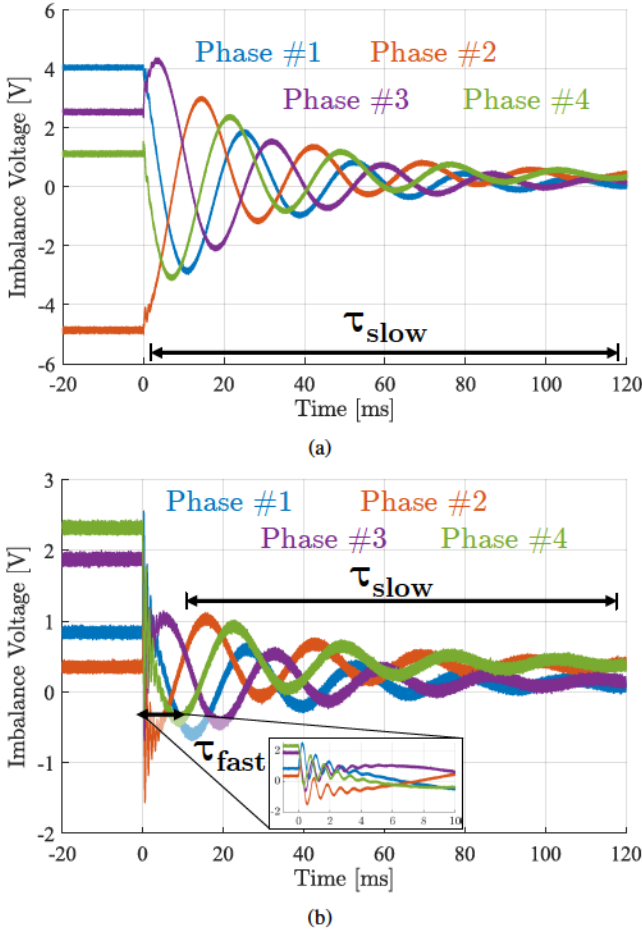 Phase #1 Phase #2
Phase #3 Phase #4
Imbalance Voltage [V]
6
4
2
0
-2
-4
-6
τslow
-20 0 20 40 60 80 100 120
Time [ms]
(a)
Phase #1 Phase #2
Phase #3 Phase #4
Imbalance Voltage [V]
3
2
1
0
-1
-2
τslow
τfast
2
0
-2
0 2 4 6 8 10
-20 0 20 40 60 80 100 120
Time [ms]
(b)